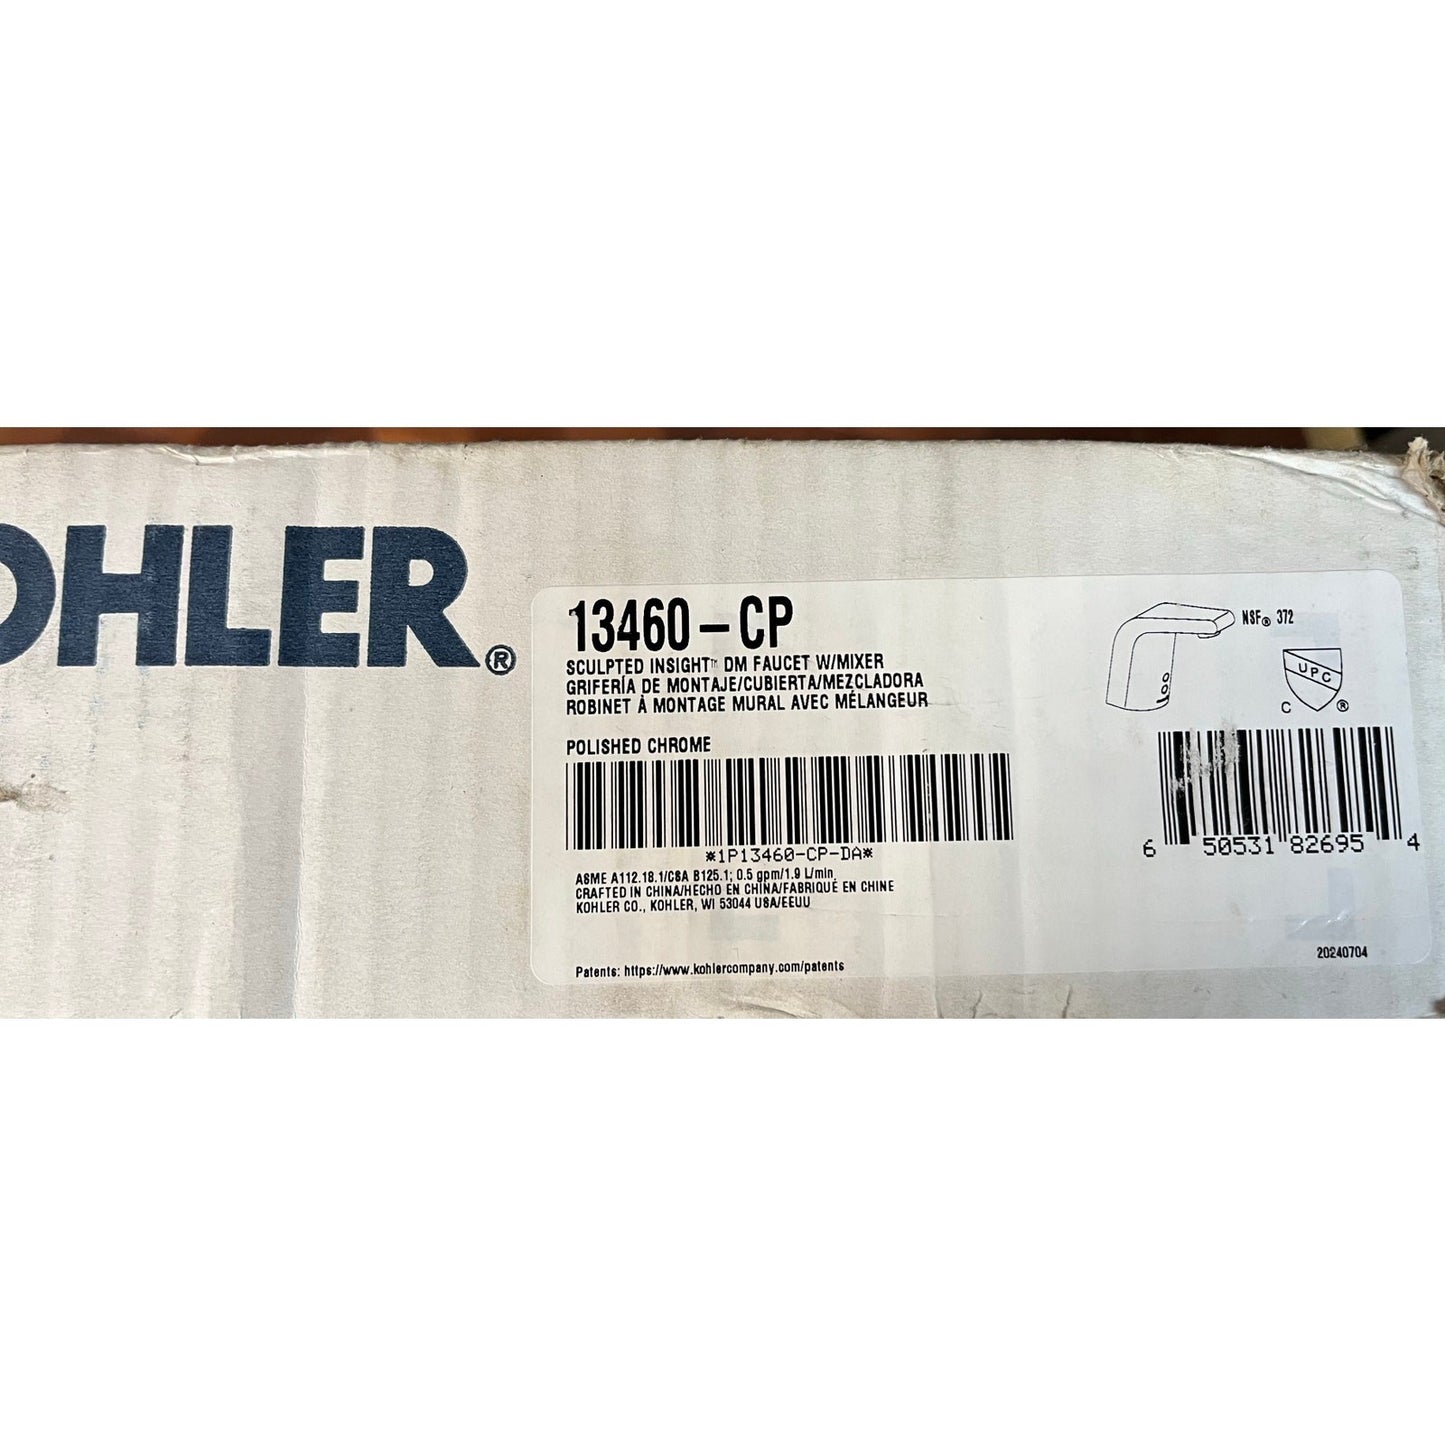 OHLER®
13460-CP
SCULPTED INSIGHT™ DM FAUCET W/MIXER
GRIFERÍA DE MONTAJE/CUBIERTA/MEZCLADORA
ROBINET À MONTAGE MURAL AVEC MÉLANGEUR
POLISHED CHROME
*1P13460-CP-DA*
ASME A112.18.1/CSA B125.1; 0.5 gpm/1.9 L/min
CRAFTED IN CHINA/HECHO EN CHINA/FABRIQUÉ EN CHINE
KOHLER CO., KOHLER, WI 53044 USA/EEUU
Patents: https://www.kohlercompany.com/patents
NSF® 372
UPC
C ®
6 50531 82695 4
20240704